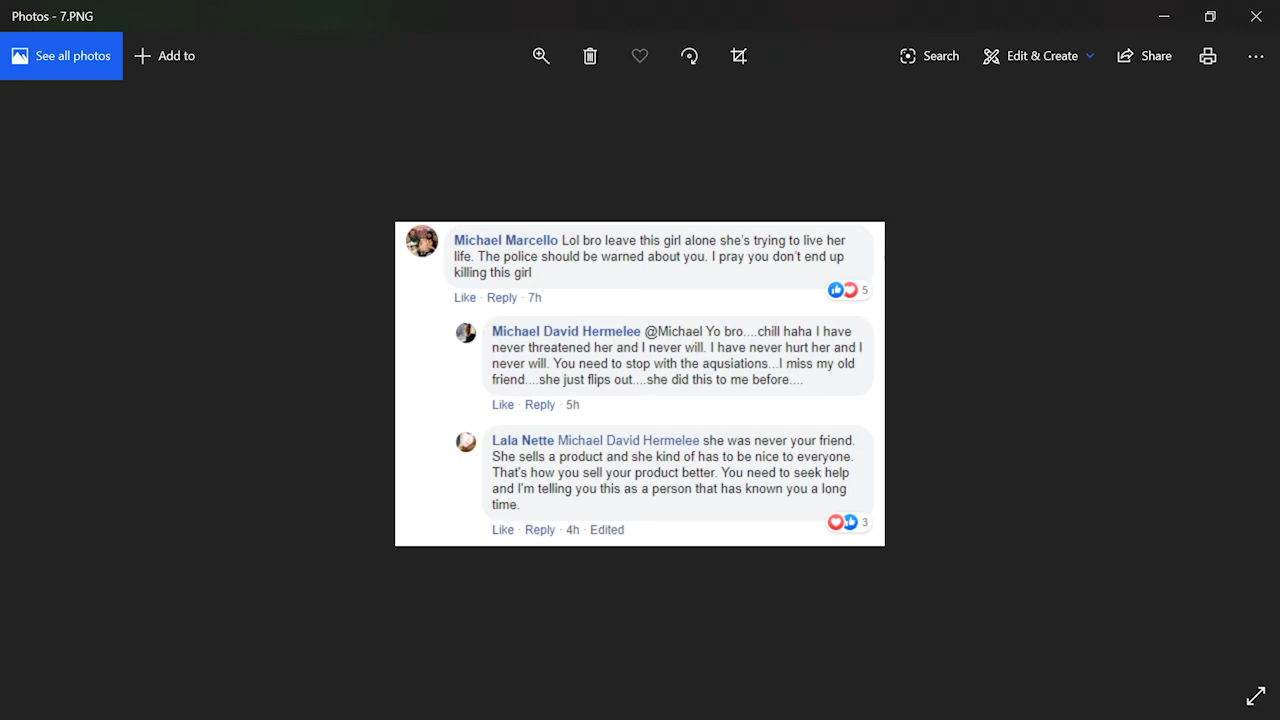 Photos - 7.PNG
See all photos
Add to
Search
Edit & Create
Share
Michael Marcello Lol bro leave this girl alone she's trying to live her
life. The police should be warned about you. I pray you don't end up
killing this girl
5
Like · Reply · 7h
Michael David Hermelee @Michael Yo bro....chill haha I have
never threatened her and I never will. I have never hurt her and I
never will. You need to stop with the aqusiations...I miss my old
friend....she just flips out....she did this to me before....
Like · Reply · 5h
Lala Nette Michael David Hermelee she was never your friend.
She sells a product and she kind of has to be nice to everyone.
That's how you sell your product better. You need to seek help
and I'm telling you this as a person that has known you a long
time.
3
Like · Reply · 4h · Edited